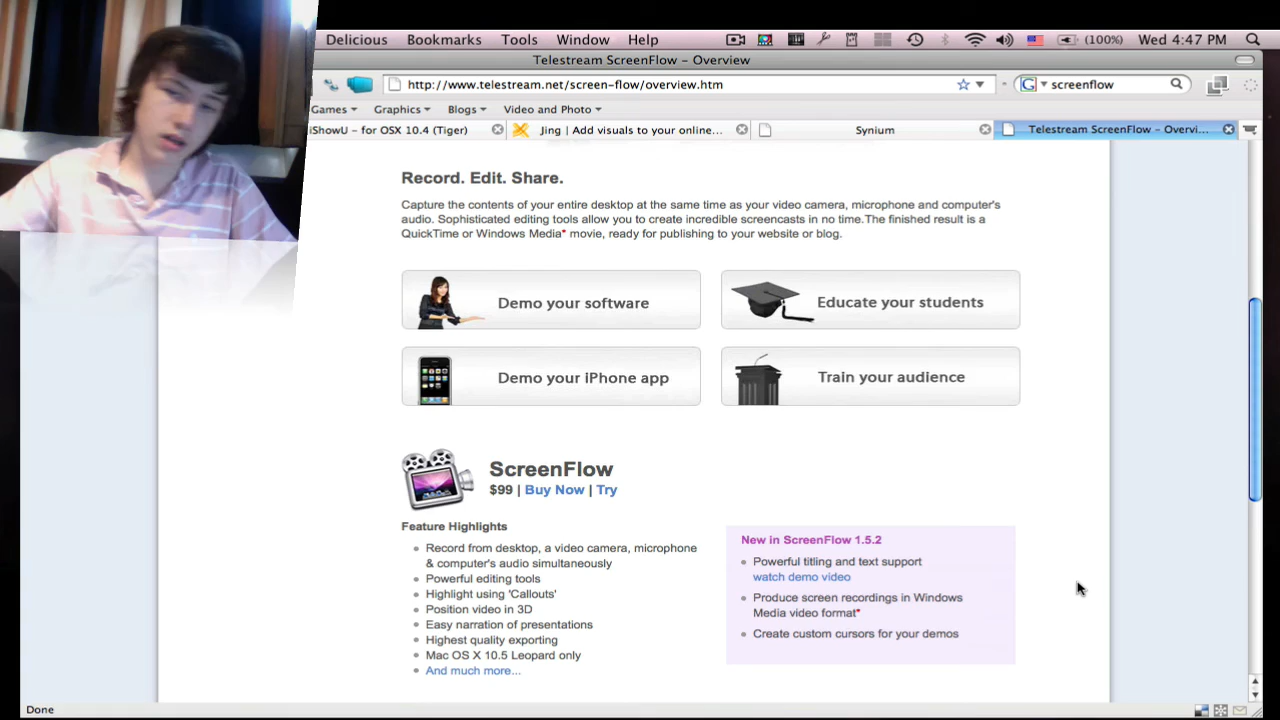 Delicious Bookmarks Tools Window Help (100%) Wed 4:47 PM
Telestream ScreenFlow – Overview
http://www.telestream.net/screen-flow/overview.htm screenflow
Games Graphics Blogs Video and Photo
iShowU – for OSX 10.4 (Tiger) Jing | Add visuals to your online... Synium Telestream ScreenFlow – Overvi...
Record. Edit. Share.
Capture the contents of your entire desktop at the same time as your video camera, microphone and computer's
audio. Sophisticated editing tools allow you to create incredible screencasts in no time.The finished result is a
QuickTime or Windows Media* movie, ready for publishing to your website or blog.
Demo your software
Educate your students
Demo your iPhone app
Train your audience
ScreenFlow
$99 | Buy Now | Try
Feature Highlights
Record from desktop, a video camera, microphone
& computer's audio simultaneously
Powerful editing tools
Highlight using 'Callouts'
Position video in 3D
Easy narration of presentations
Highest quality exporting
Mac OS X 10.5 Leopard only
And much more...
New in ScreenFlow 1.5.2
Powerful titling and text support
watch demo video
Produce screen recordings in Windows
Media video format*
Create custom cursors for your demos
Done